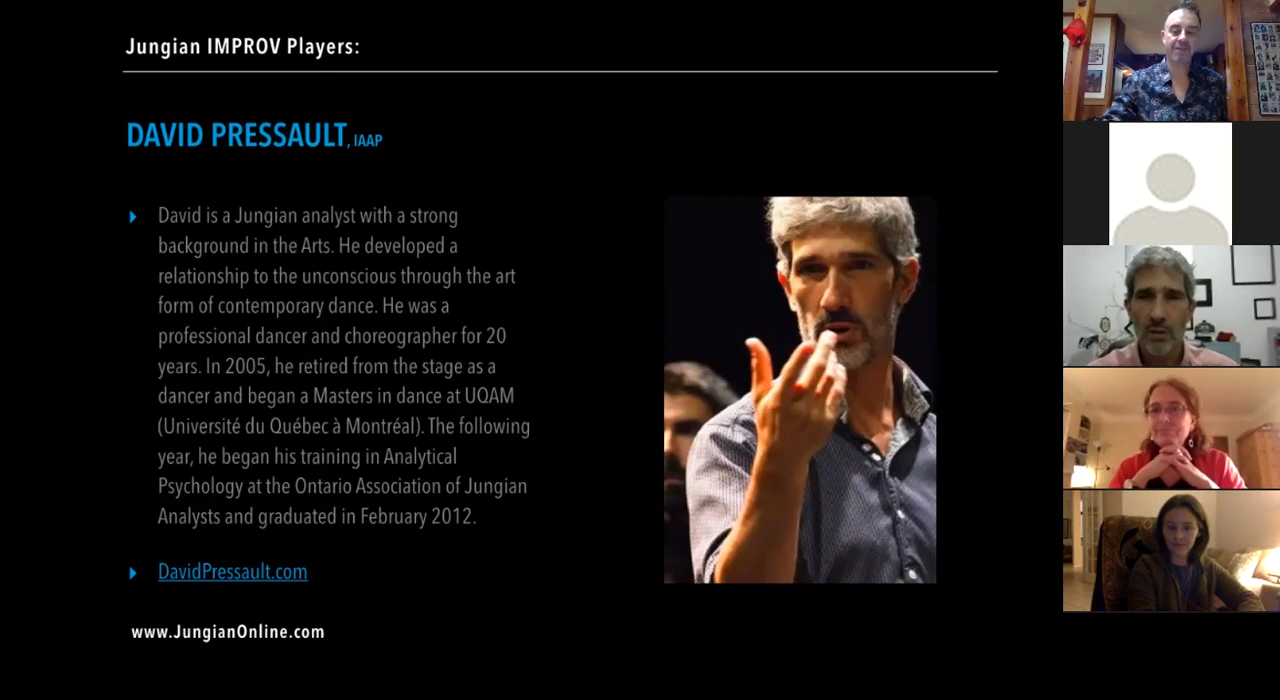 Jungian IMPROV Players:
DAVID PRESSAULT, IAAP
David is a Jungian analyst with a strong
background in the Arts. He developed a
relationship to the unconscious through the art
form of contemporary dance. He was a
professional dancer and choreographer for 20
years. In 2005, he retired from the stage as a
dancer and began a Masters in dance at UQAM
(Université du Québec à Montréal). The following
year, he began his training in Analytical
Psychology at the Ontario Association of Jungian
Analysts and graduated in February 2012.
DavidPressault.com
www.JungianOnline.com